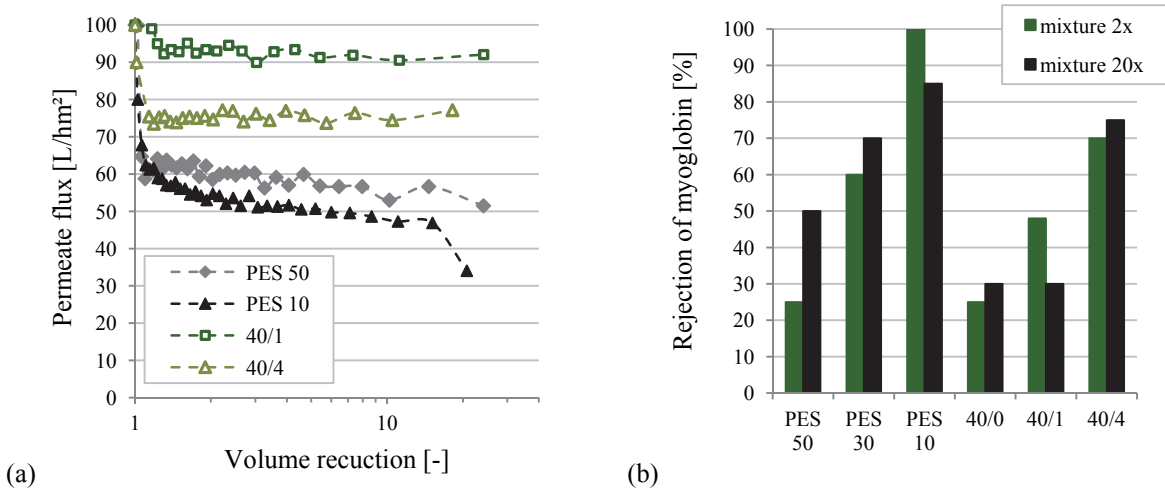 100
90
80
70
60
50
40
30
20
10
0
Permeate flux [L/hm²]
PES 50
PES 10
40/1
40/4
1
10
Volume recuction [-]
(a)
100
90
80
70
60
50
40
30
20
10
0
Rejection of myoglobin [%]
mixture 2x
mixture 20x
PES 50
PES 30
PES 10
40/0
40/1
40/4
(b)